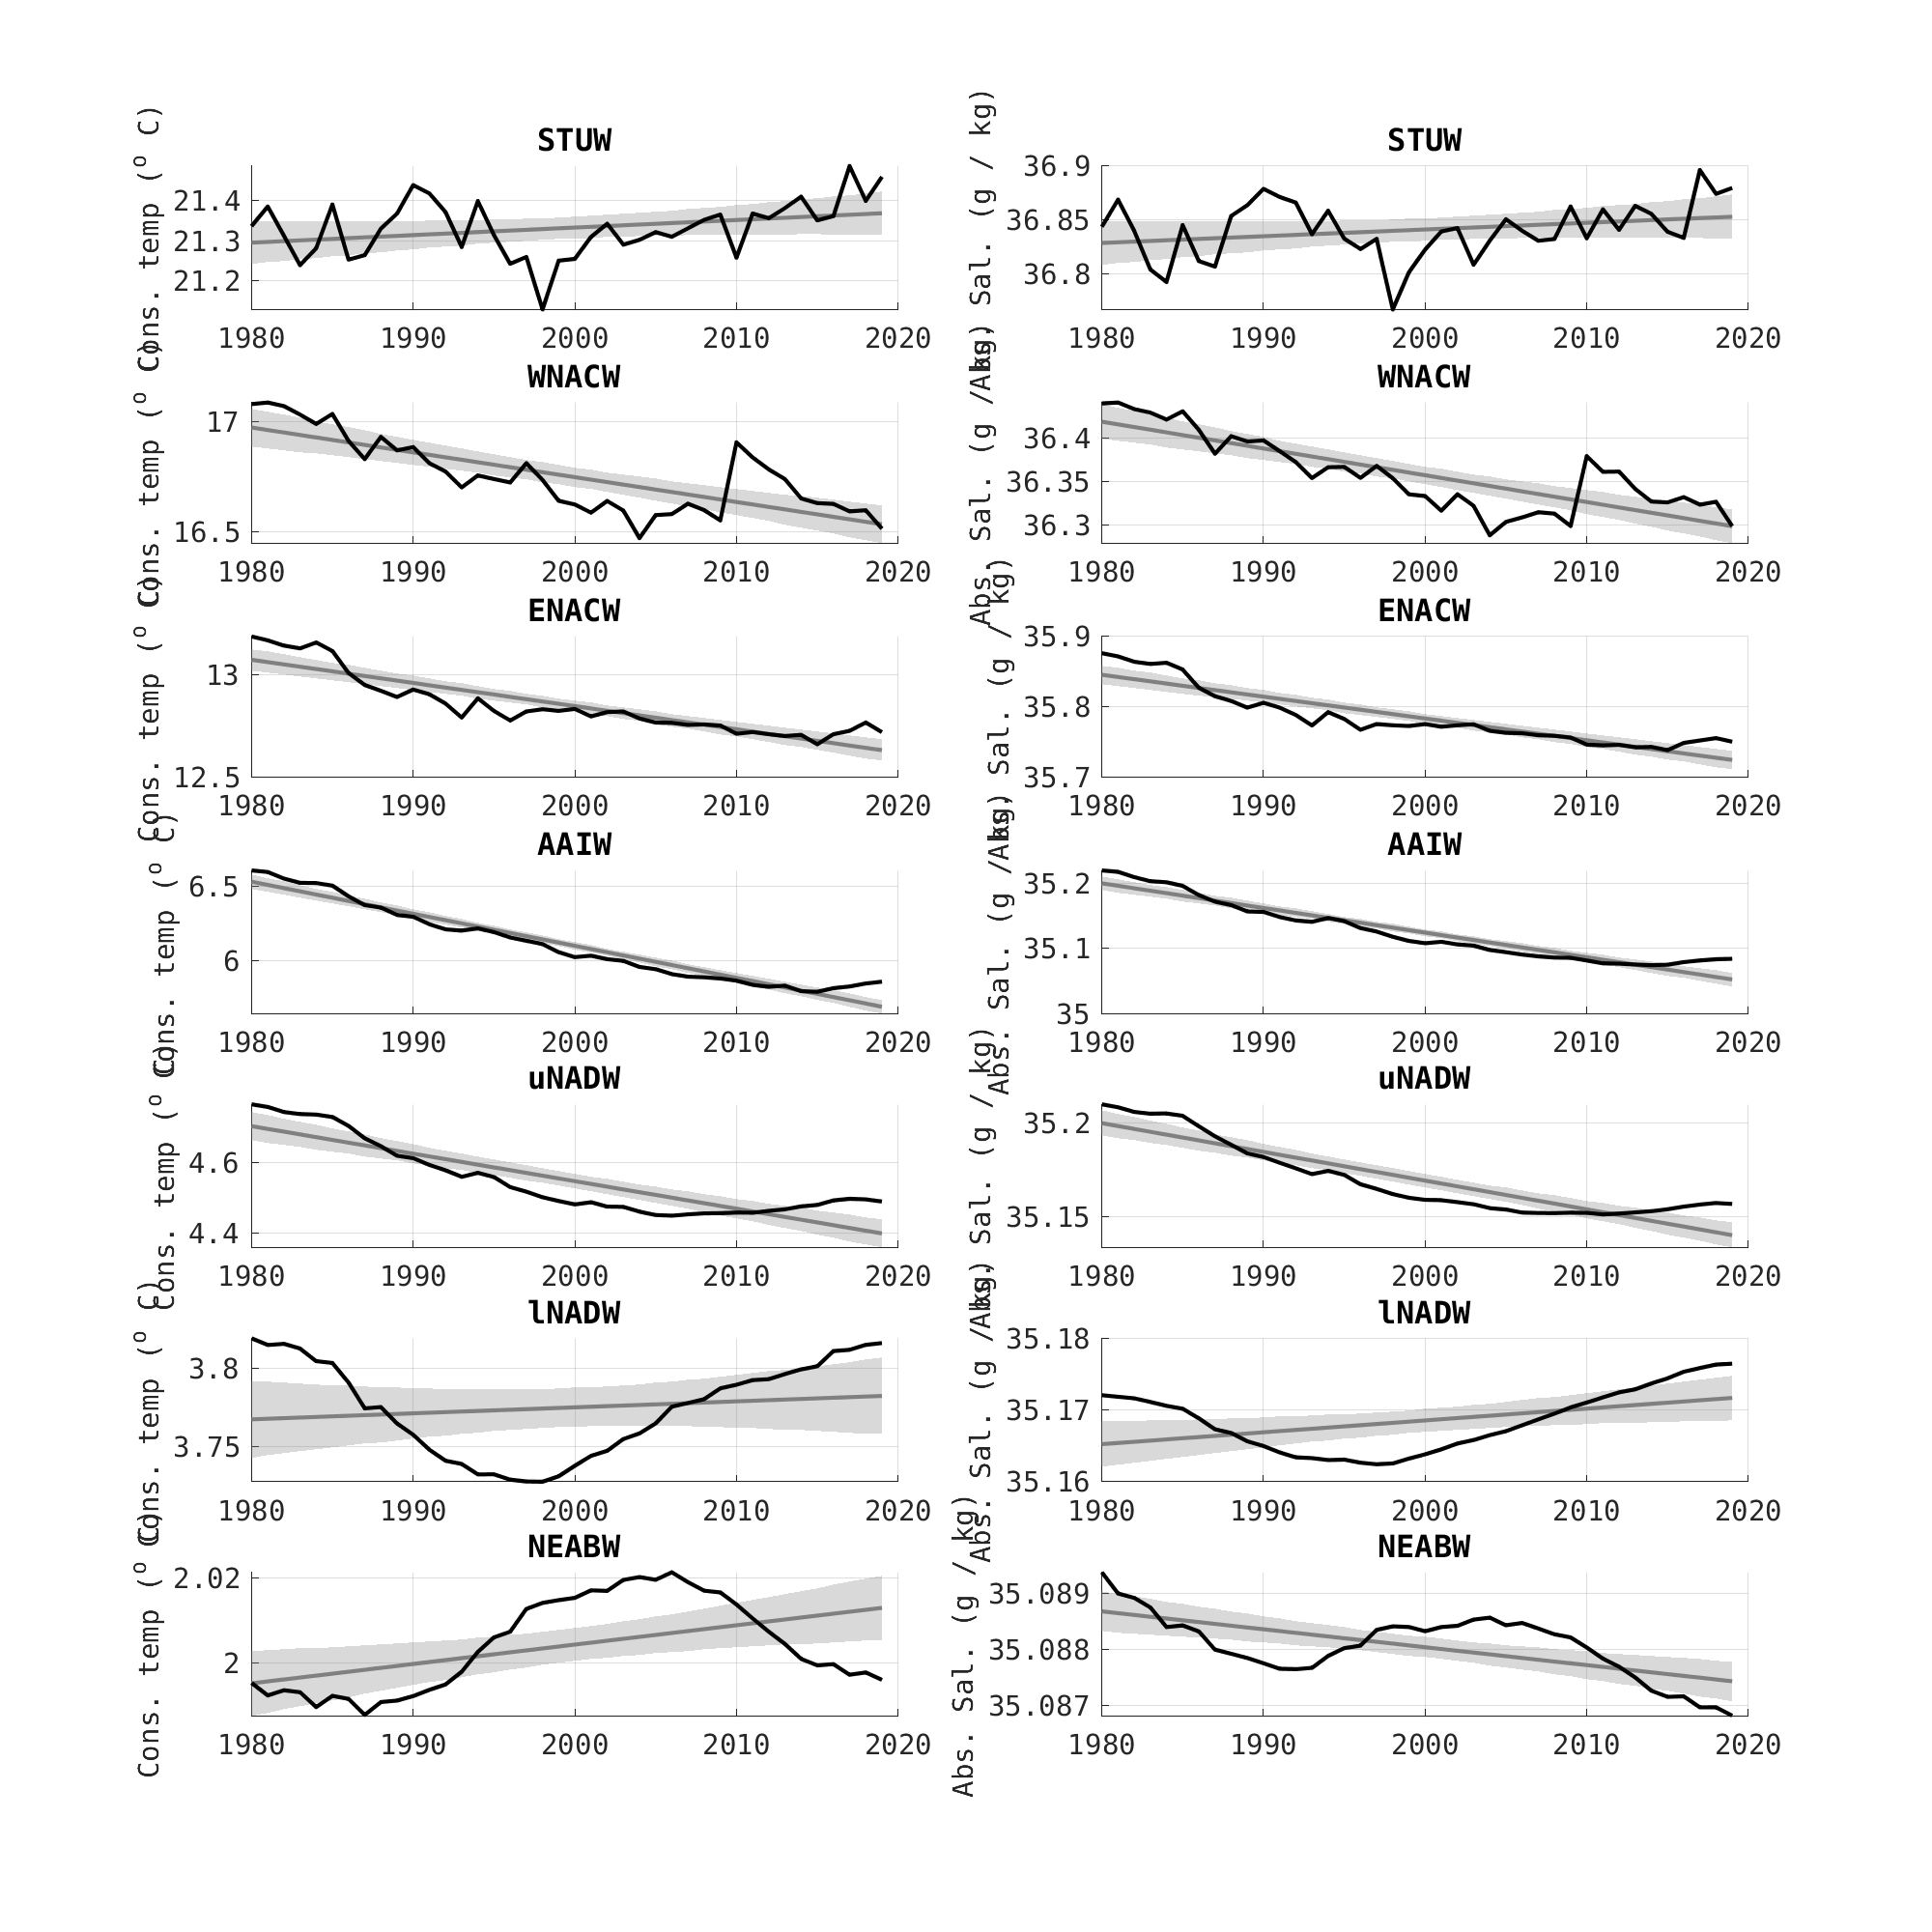 STUW
Cons. temp (° C)
21.4
21.3
21.2
1980 1990 2000 2010 2020
STUW
Abs. Sal. (g / kg)
36.9
36.85
36.8
1980 1990 2000 2010 2020
WNACW
Cons. temp (° C)
17
16.5
1980 1990 2000 2010 2020
WNACW
Abs. Sal. (g / kg)
36.4
36.35
36.3
1980 1990 2000 2010 2020
ENACW
Cons. temp (° C)
13
12.5
1980 1990 2000 2010 2020
ENACW
Abs. Sal. (g / kg)
35.9
35.8
35.7
1980 1990 2000 2010 2020
AAIW
Cons. temp (° C)
6.5
6
1980 1990 2000 2010 2020
AAIW
Abs. Sal. (g / kg)
35.2
35.1
35
1980 1990 2000 2010 2020
uNADW
Cons. temp (° C)
4.6
4.4
1980 1990 2000 2010 2020
uNADW
Abs. Sal. (g / kg)
35.2
35.15
1980 1990 2000 2010 2020
lNADW
Cons. temp (° C)
3.8
3.75
1980 1990 2000 2010 2020
lNADW
Abs. Sal. (g / kg)
35.18
35.17
35.16
1980 1990 2000 2010 2020
NEABW
Cons. temp (° C)
2.02
2
1980 1990 2000 2010 2020
NEABW
Abs. Sal. (g / kg)
35.089
35.088
35.087
1980 1990 2000 2010 2020